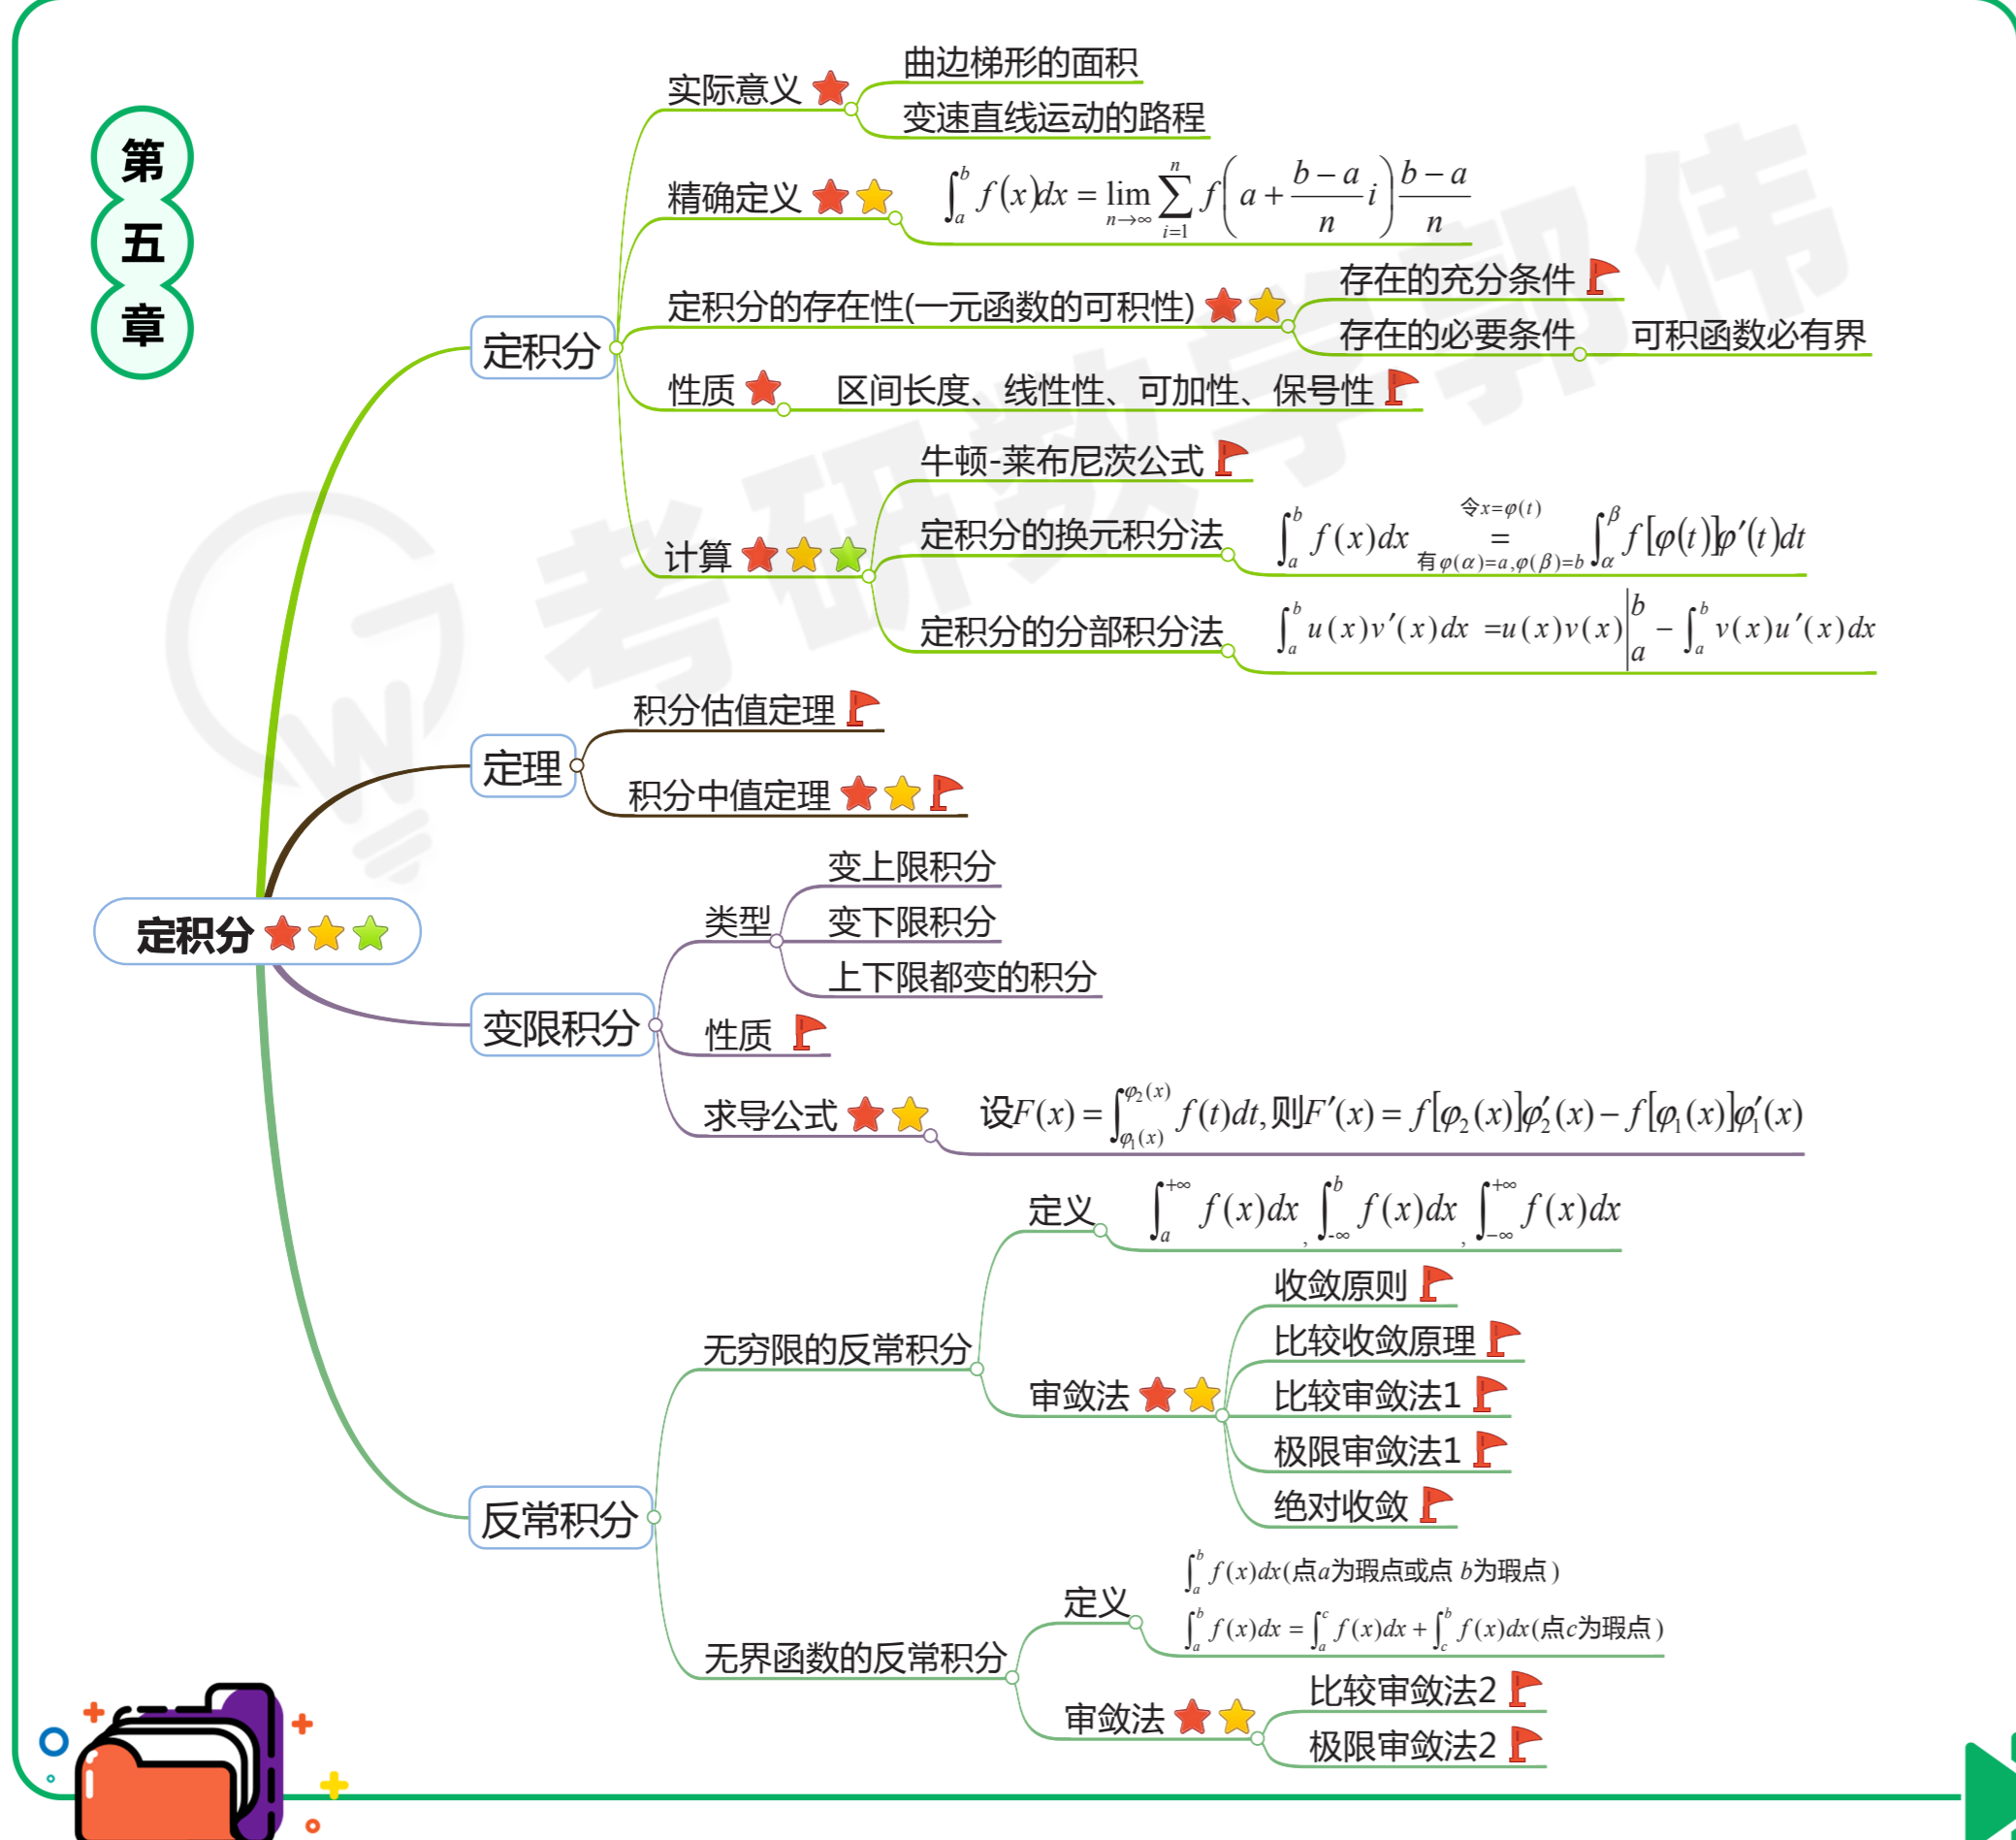 第
五
章
考研数学郭伟
定积分
定积分
实际意义
曲边梯形的面积
变速直线运动的路程
精确定义
∫_a^b f(x)dx = lim_{n→∞} ∑_{i=1}^{n} f(a + \frac{b−a}{n} i) \frac{b−a}{n}
定积分的存在性(一元函数的可积性)
存在的充分条件
存在的必要条件
可积函数必有界
性质
区间长度、线性性、可加性、保号性
计算
牛顿-莱布尼茨公式
定积分的换元积分法
令x=φ(t)
∫_a^b f(x)dx = ∫_α^β f[φ(t)]φ′(t)dt
有φ(α)=a,φ(β)=b
定积分的分部积分法
∫_a^b u(x)v′(x)dx =u(x)v(x)|_a^b − ∫_a^b v(x)u′(x)dx
定理
积分估值定理
积分中值定理
变限积分
类型
变上限积分
变下限积分
上下限都变的积分
性质
求导公式
设F(x) = ∫_{φ₁(x)}^{φ₂(x)} f(t)dt,则F′(x) = f[φ₂(x)]φ₂′(x) − f[φ₁(x)]φ₁′(x)
反常积分
无穷限的反常积分
定义
∫_a^{+∞} f(x)dx , ∫_{-∞}^b f(x)dx , ∫_{−∞}^{+∞} f(x)dx
审敛法
收敛原则
比较收敛原理
比较审敛法1
极限审敛法1
绝对收敛
无界函数的反常积分
定义
∫_a^b f(x)dx(点a为瑕点或点 b为瑕点)
∫_a^b f(x)dx = ∫_a^c f(x)dx + ∫_c^b f(x)dx(点c为瑕点)
审敛法
比较审敛法2
极限审敛法2